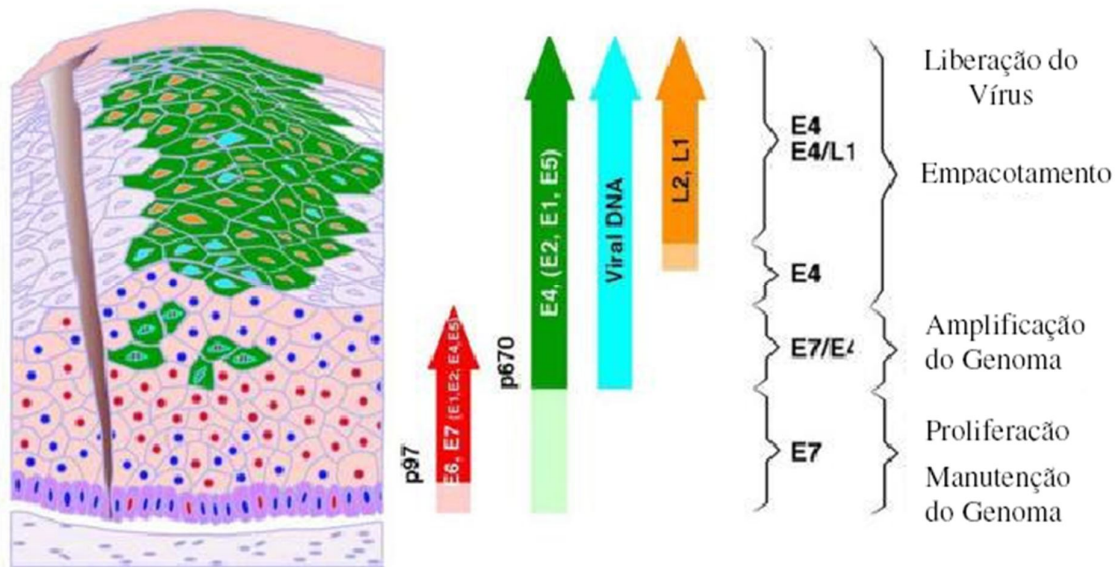 p97
E6, E7 (E1, E2, E4, E5)
p670
E4, (E2, E1, E5)
Viral DNA
L2, L1
E4
E4/L1
E4
E7/E4
E7
Liberação do
Vírus
Empacotamento
Amplificação
do Genoma
Proliferacão
Manutenção
do Genoma